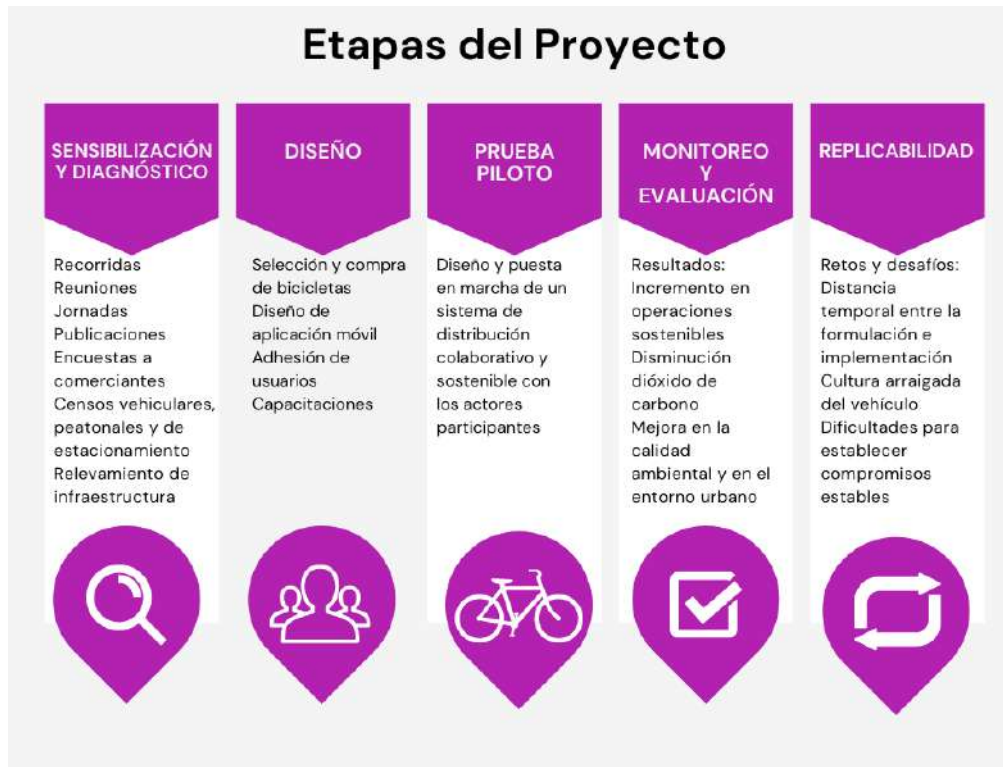 Etapas del Proyecto
SENSIBILIZACIÓN
Y DIAGNÓSTICO
Recorridas
Reuniones
Jornadas
Publicaciones
Encuestas a
comerciantes
Censos vehiculares,
peatonales y de
estacionamiento
Relevamiento de
infraestructura
DISEÑO
Selección y compra
de bicicletas
Diseño de
aplicación móvil
Adhesión de
usuarios
Capacitaciones
PRUEBA
PILOTO
Diseño y puesta
en marcha de un
sistema de
distribución
colaborativo y
sostenible con
los actores
participantes
MONITOREO
Y
EVALUACIÓN
Resultados:
Incremento en
operaciones
sostenibles
Disminución
dióxido de
carbono
Mejora en la
calidad
ambiental y en el
entorno urbano
REPLICABILIDAD
Retos y desafíos:
Distancia
temporal entre la
formulación e
implementación
Cultura arraigada
del vehículo
Dificultades para
establecer
compromisos
estables